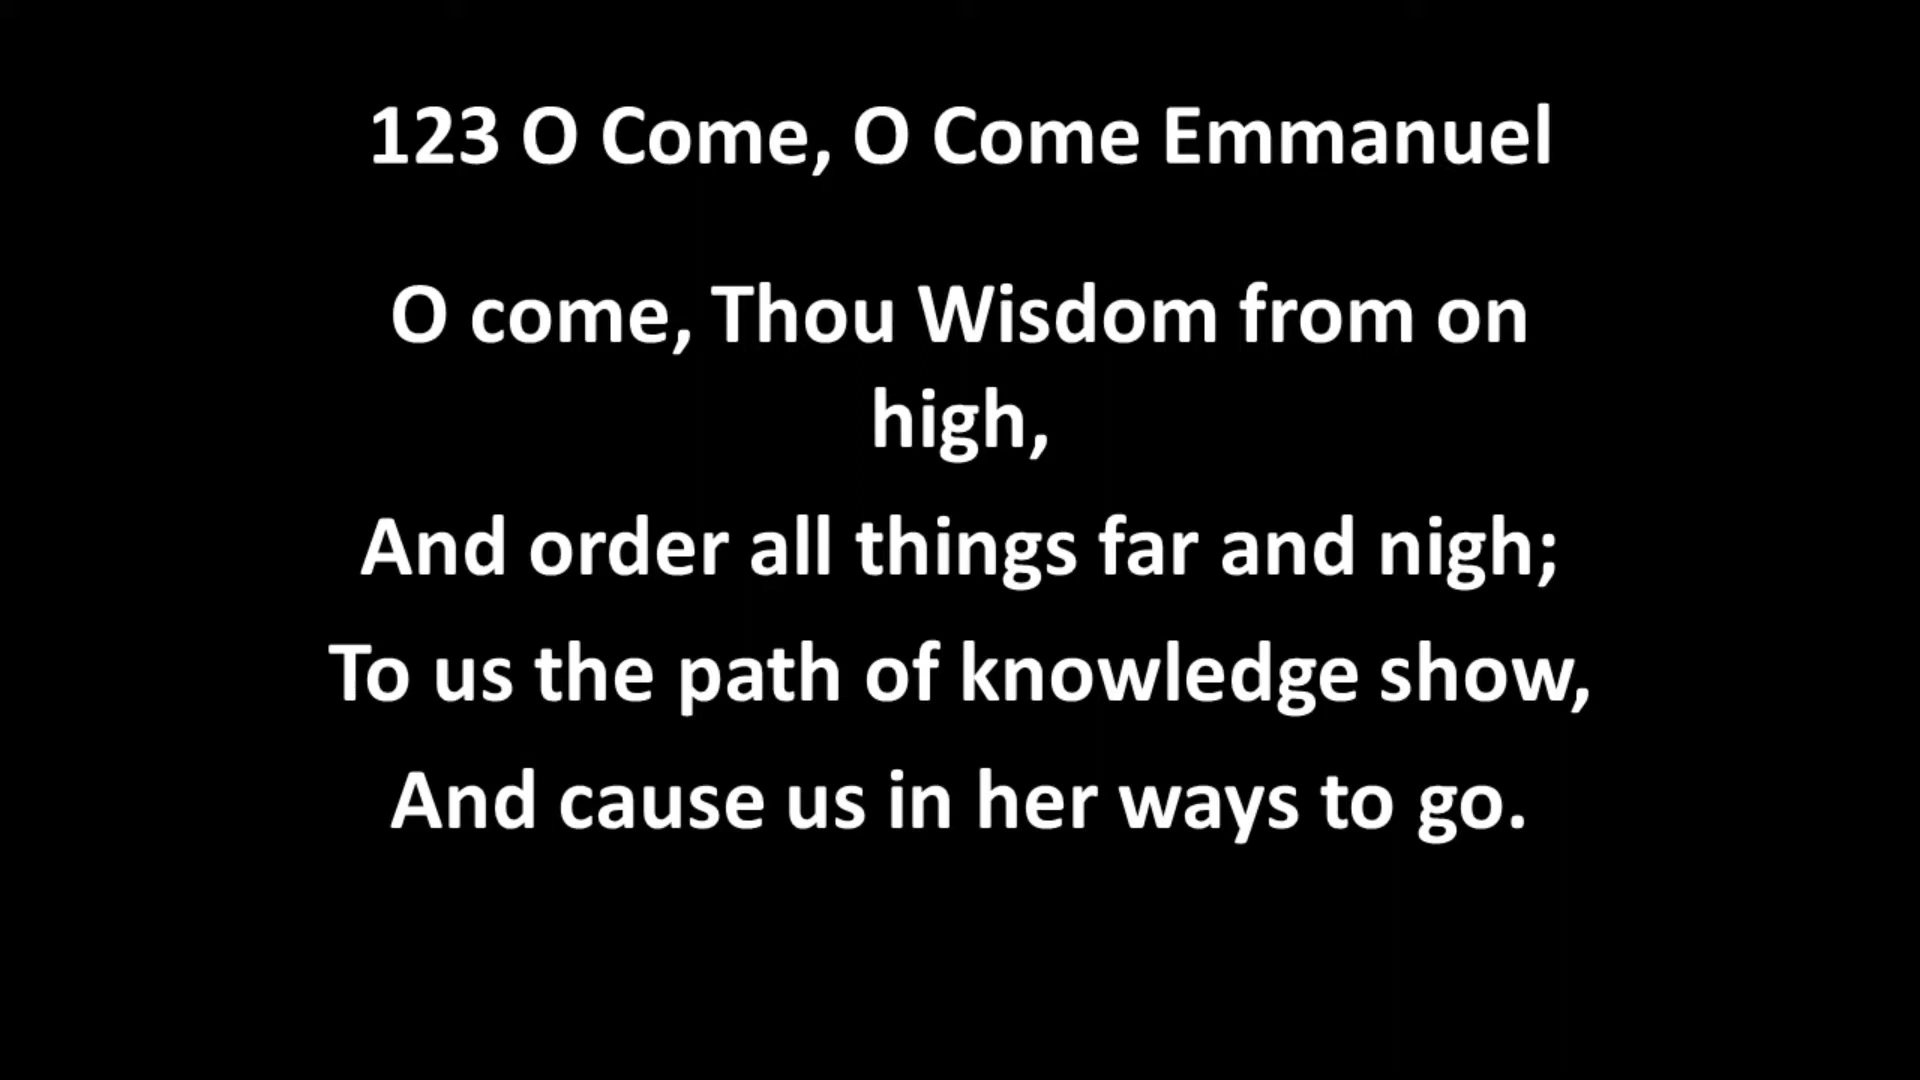 123 O Come, O Come Emmanuel
O come, Thou Wisdom from on
high,
And order all things far and nigh;
To us the path of knowledge show,
And cause us in her ways to go.